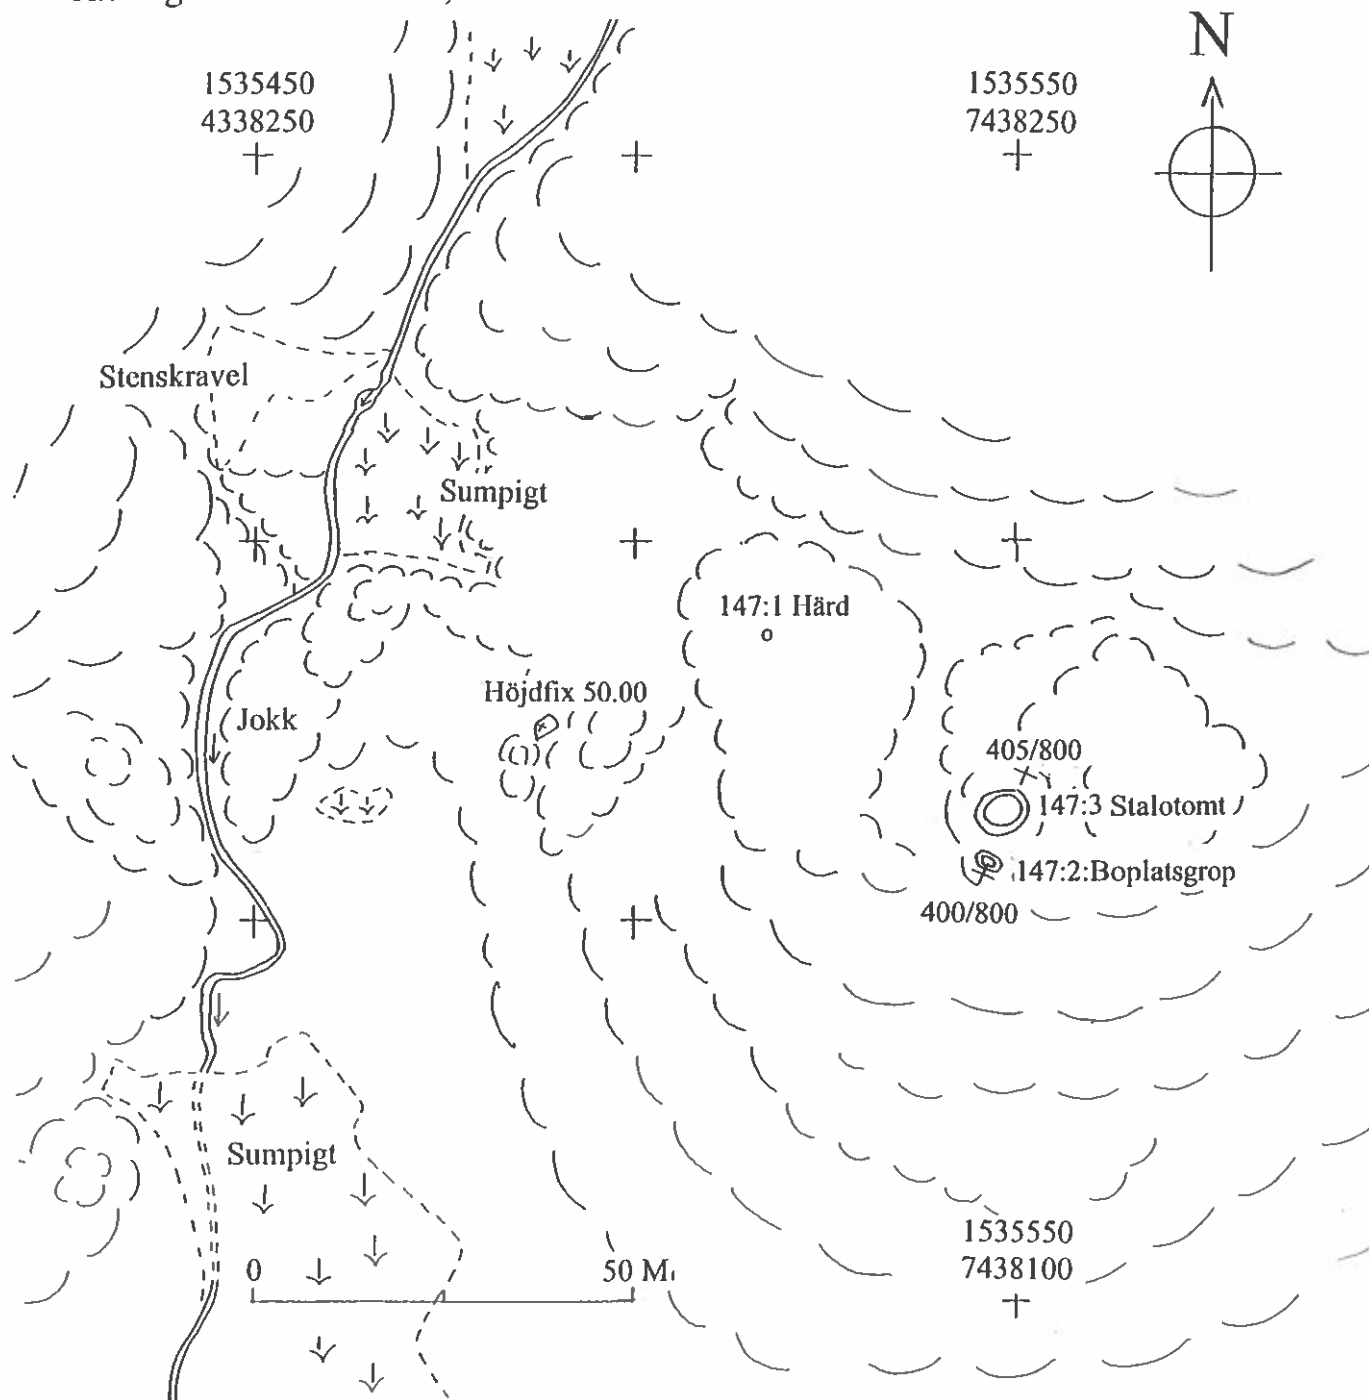 N
1535450
4338250
1535550
7438250
Stenskravel
Sumpigt
147:1 Härd
Höjdfix 50.00
Jokk
405/800
147:3 Stalotomt
147:2:Boplatsgrop
400/800
Sumpigt
1535550
7438100
0
50 M